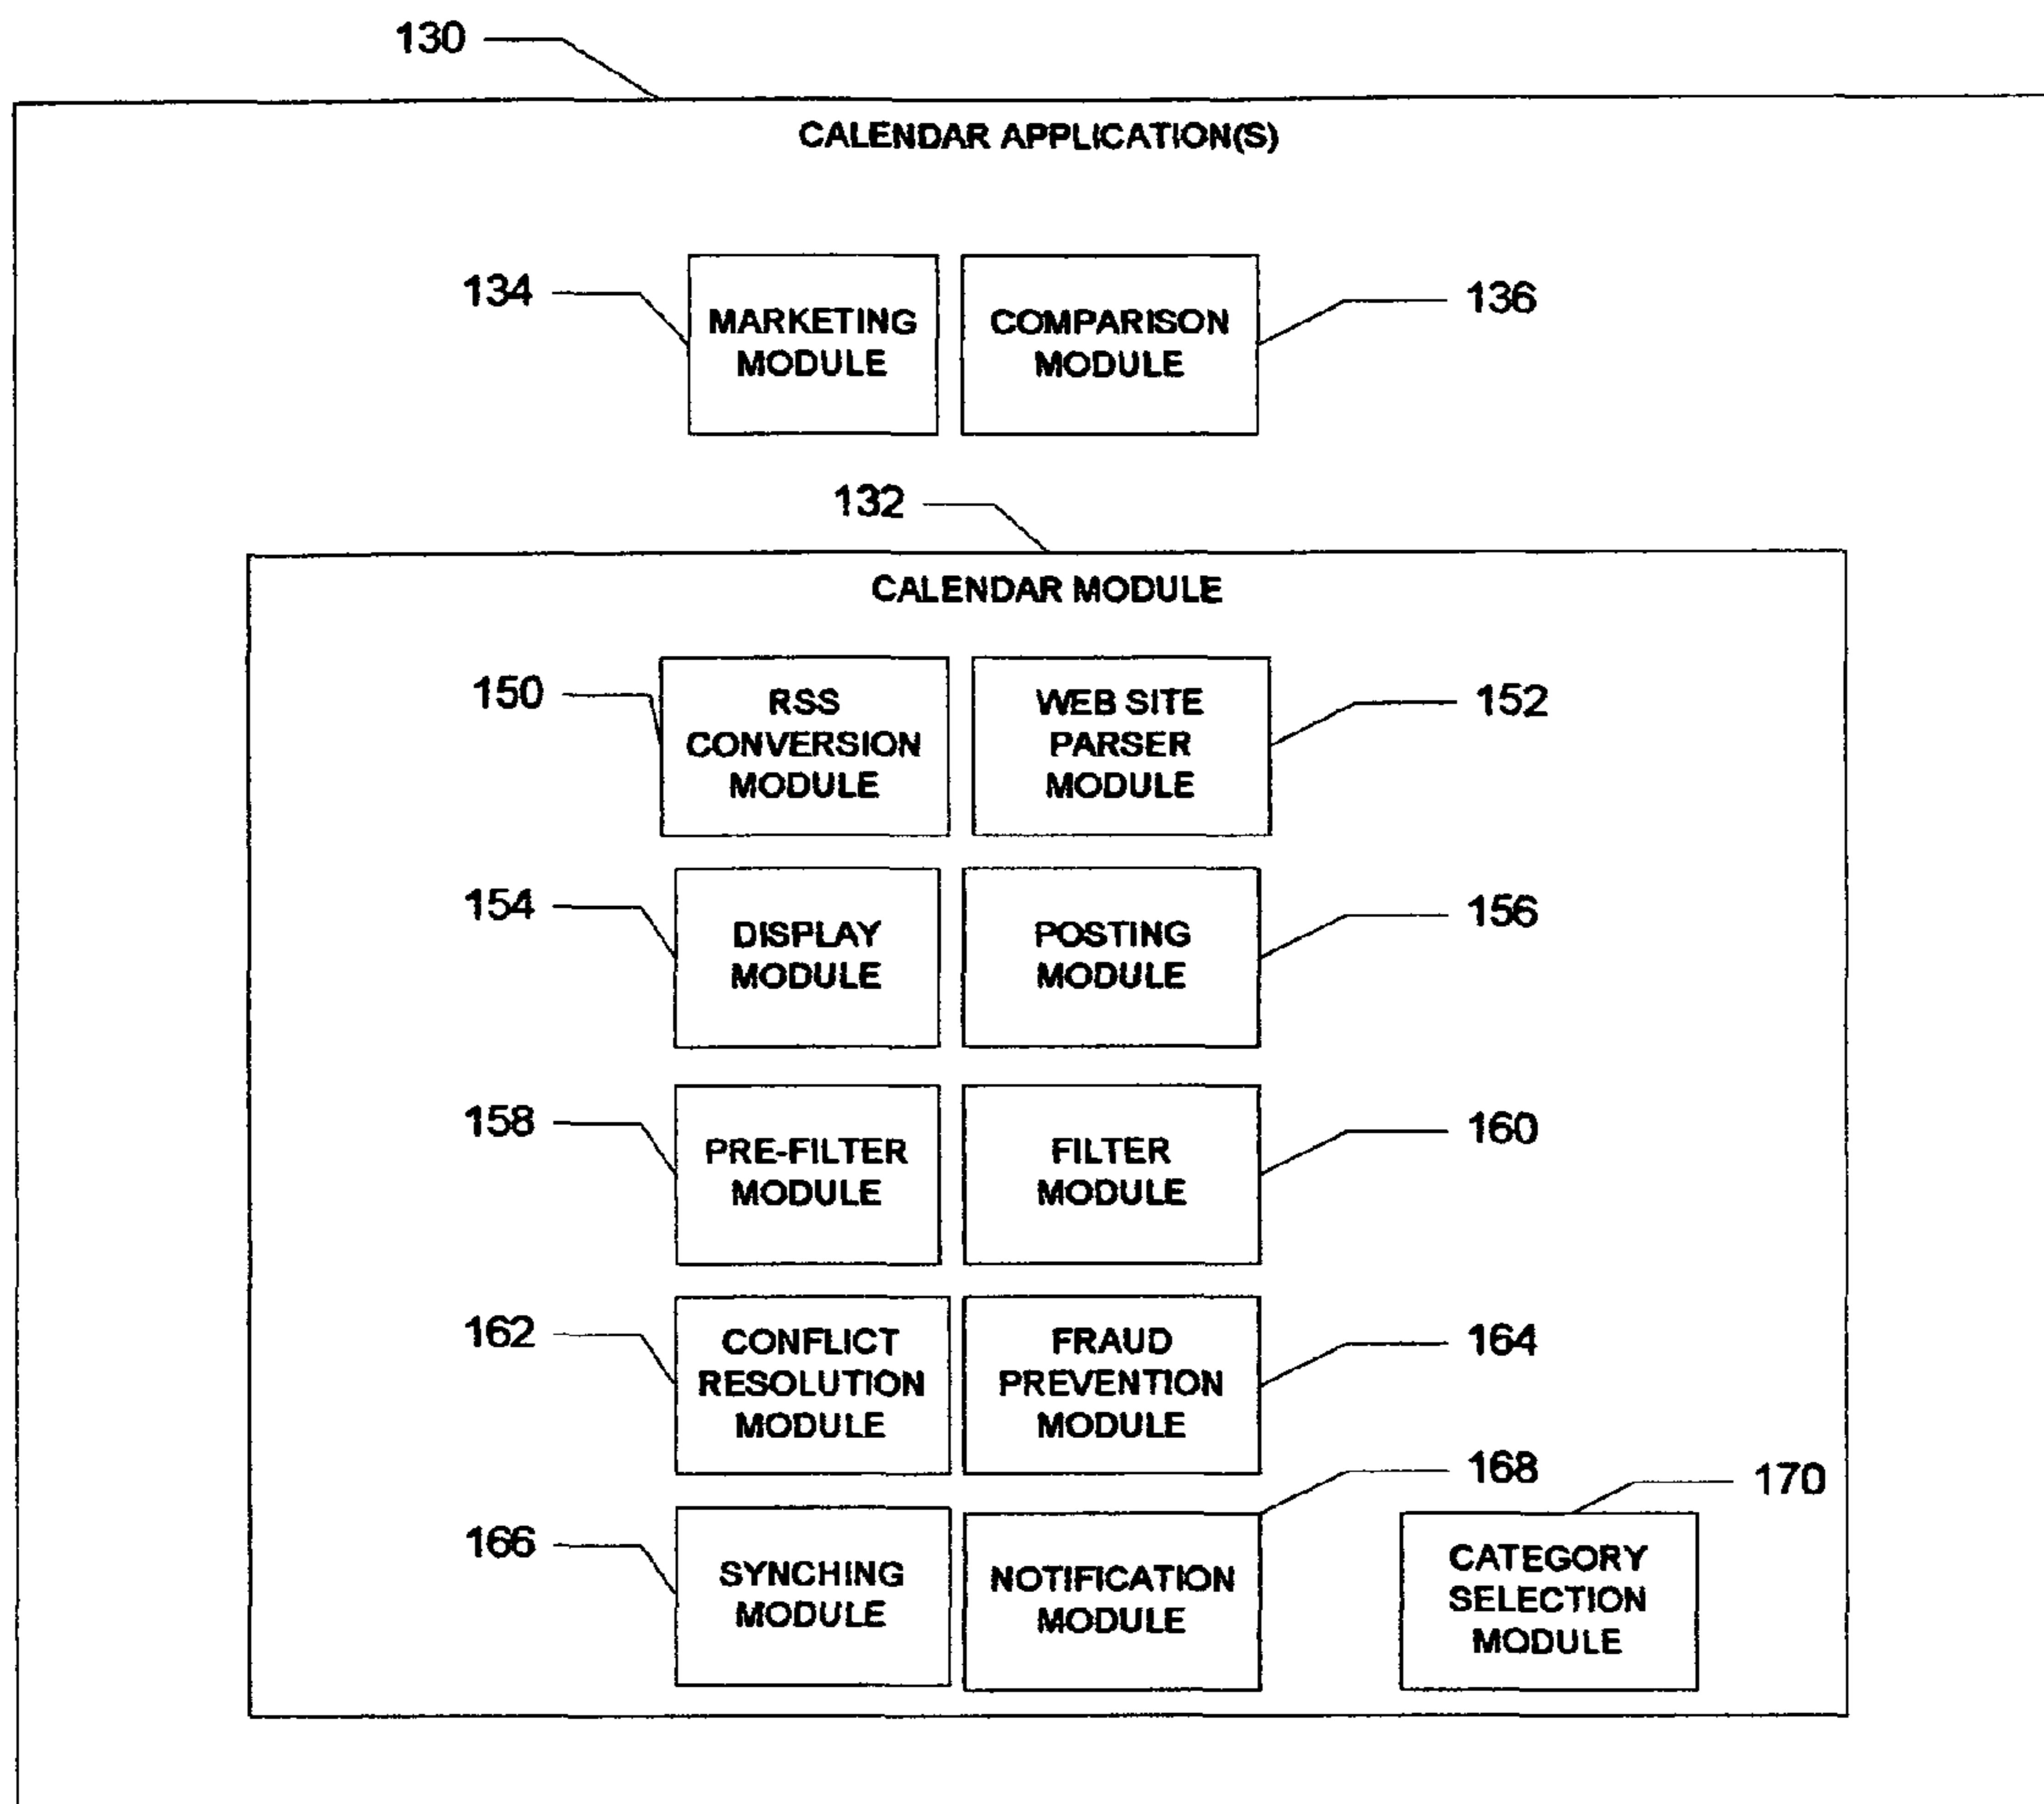 130
CALENDAR APPLICATION(S)
134
MARKETING
MODULE
COMPARISON
MODULE
136
132
CALENDAR MODULE
150
RSS
CONVERSION
MODULE
WEB SITE
PARSER
MODULE
152
154
DISPLAY
MODULE
POSTING
MODULE
156
158
PRE-FILTER
MODULE
FILTER
MODULE
160
162
CONFLICT
RESOLUTION
MODULE
FRAUD
PREVENTION
MODULE
164
166
SYNCHING
MODULE
NOTIFICATION
MODULE
168
170
CATEGORY
SELECTION
MODULE